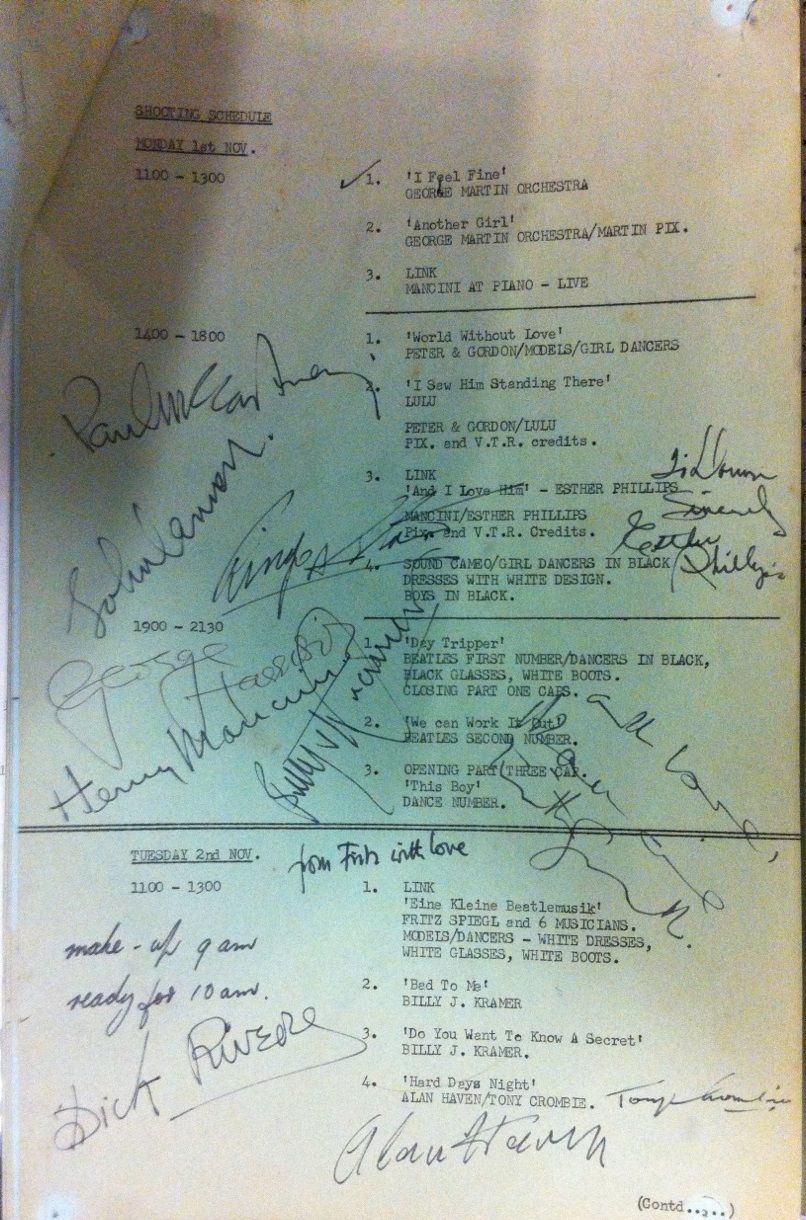 SHOOTING SCHEDULE
MONDAY 1st NOV.
1100 - 1300
1. 'I Feel Fine'
GEORGE MARTIN ORCHESTRA
2. 'Another Girl'
GEORGE MARTIN ORCHESTRA/MARTIN PIX.
3. LINK
MANCINI AT PIANO - LIVE
1400 - 1800
1. 'World Without Love'
PETER & GORDON/MODELS/GIRL DANCERS
Paul McCartney
2. 'I Saw Him Standing There'
LULU
PETER & GORDON/LULU
PIX. and V.T.R. credits.
John Lennon
3. LINK
'And I Love Him' - ESTHER PHILLIPS
MANCINI/ESTHER PHILLIPS
Pix. and V.T.R. Credits.
Sincerely
Esther
Phillips
Ringo Starr
4. SOUND CAMEO/GIRL DANCERS IN BLACK
DRESSES WITH WHITE DESIGN.
BOYS IN BLACK.
1900 - 2130
George Harrison
1. 'Day Tripper'
BEATLES FIRST NUMBER/DANCERS IN BLACK,
BLACK GLASSES, WHITE BOOTS.
CLOSING PART ONE CAPS.
Henry Mancini
Billy J Kramer
2. 'We can Work It Out'
BEATLES SECOND NUMBER.
all love,
3. OPENING PART THREE CAP.
'This Boy'
DANCE NUMBER.
TUESDAY 2nd NOV.
from Fritz with love
1100 - 1300
1. LINK
'Eine Kleine Beatlemusik'
FRITZ SPIEGL and 6 MUSICIANS.
MODELS/DANCERS - WHITE DRESSES,
WHITE GLASSES, WHITE BOOTS.
make-up 9 am
ready for 10 am.
2. 'Bad To Me'
BILLY J. KRAMER
3. 'Do You Want To Know A Secret'
BILLY J. KRAMER.
Dick Rivers
4. 'Hard Days Night'
ALAN HAVEN/TONY CROMBIE.
Tony Crombie
Alan Haven
(Contd..2..)